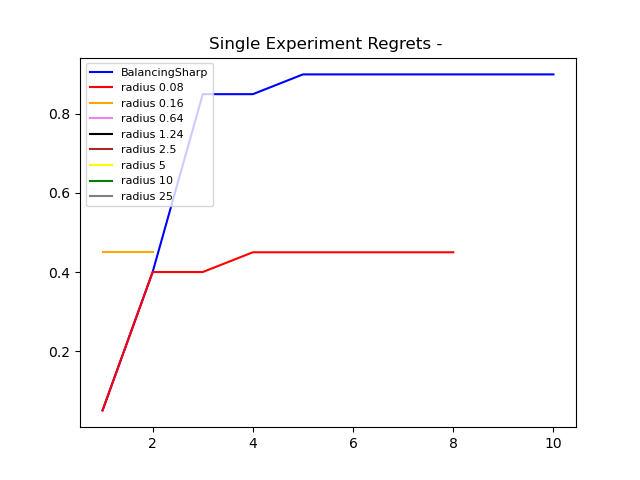 Single Experiment Regrets -
BalancingSharp
radius 0.08
radius 0.16
radius 0.64
radius 1.24
radius 2.5
radius 5
radius 10
radius 25
0.8
0.6
0.4
0.2
2 4 6 8 10